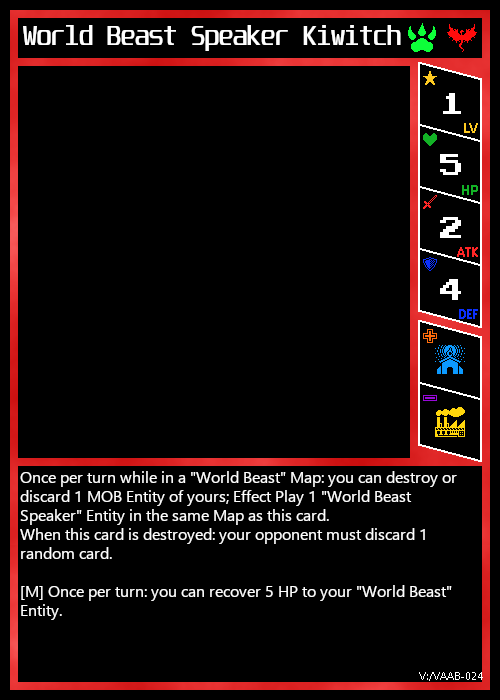 World Beast Speaker Kiwitch
1
LV
5
HP
2
ATK
4
DEF
Once per turn while in a "World Beast" Map: you can destroy or
discard 1 MOB Entity of yours; Effect Play 1 "World Beast
Speaker" Entity in the same Map as this card.
When this card is destroyed: your opponent must discard 1
random card.
[M] Once per turn: you can recover 5 HP to your "World Beast"
Entity.
V:/VAAB-024